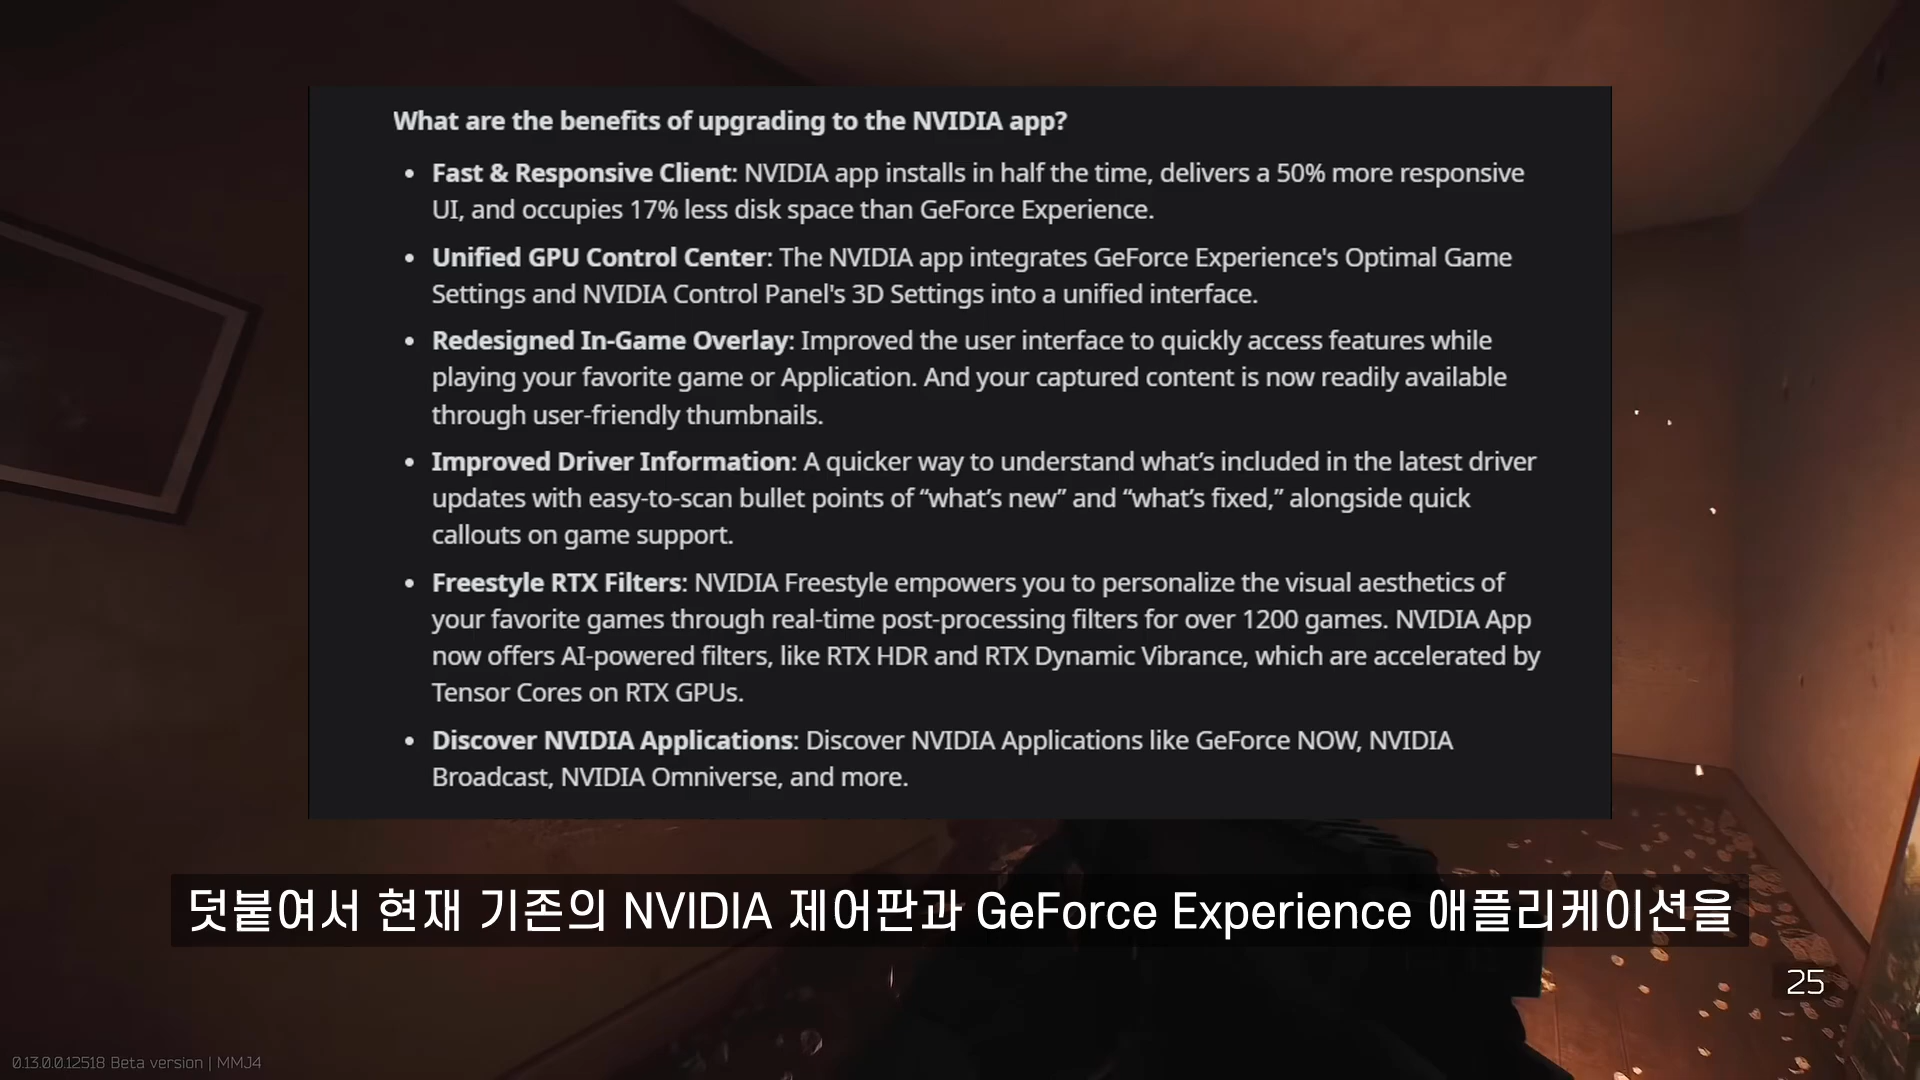 What are the benefits of upgrading to the NVIDIA app?
• Fast & Responsive Client: NVIDIA app installs in half the time, delivers a 50% more responsive
UI, and occupies 17% less disk space than GeForce Experience.
• Unified GPU Control Center: The NVIDIA app integrates GeForce Experience's Optimal Game
Settings and NVIDIA Control Panel's 3D Settings into a unified interface.
• Redesigned In-Game Overlay: Improved the user interface to quickly access features while
playing your favorite game or Application. And your captured content is now readily available
through user-friendly thumbnails.
• Improved Driver Information: A quicker way to understand what’s included in the latest driver
updates with easy-to-scan bullet points of “what’s new” and “what’s fixed,” alongside quick
callouts on game support.
• Freestyle RTX Filters: NVIDIA Freestyle empowers you to personalize the visual aesthetics of
your favorite games through real-time post-processing filters for over 1200 games. NVIDIA App
now offers AI-powered filters, like RTX HDR and RTX Dynamic Vibrance, which are accelerated by
Tensor Cores on RTX GPUs.
• Discover NVIDIA Applications: Discover NVIDIA Applications like GeForce NOW, NVIDIA
Broadcast, NVIDIA Omniverse, and more.
덧붙여서 현재 기존의 NVIDIA 제어판과 GeForce Experience 애플리케이션을
25
0.13.0.0.12518 Beta version | MMJ4